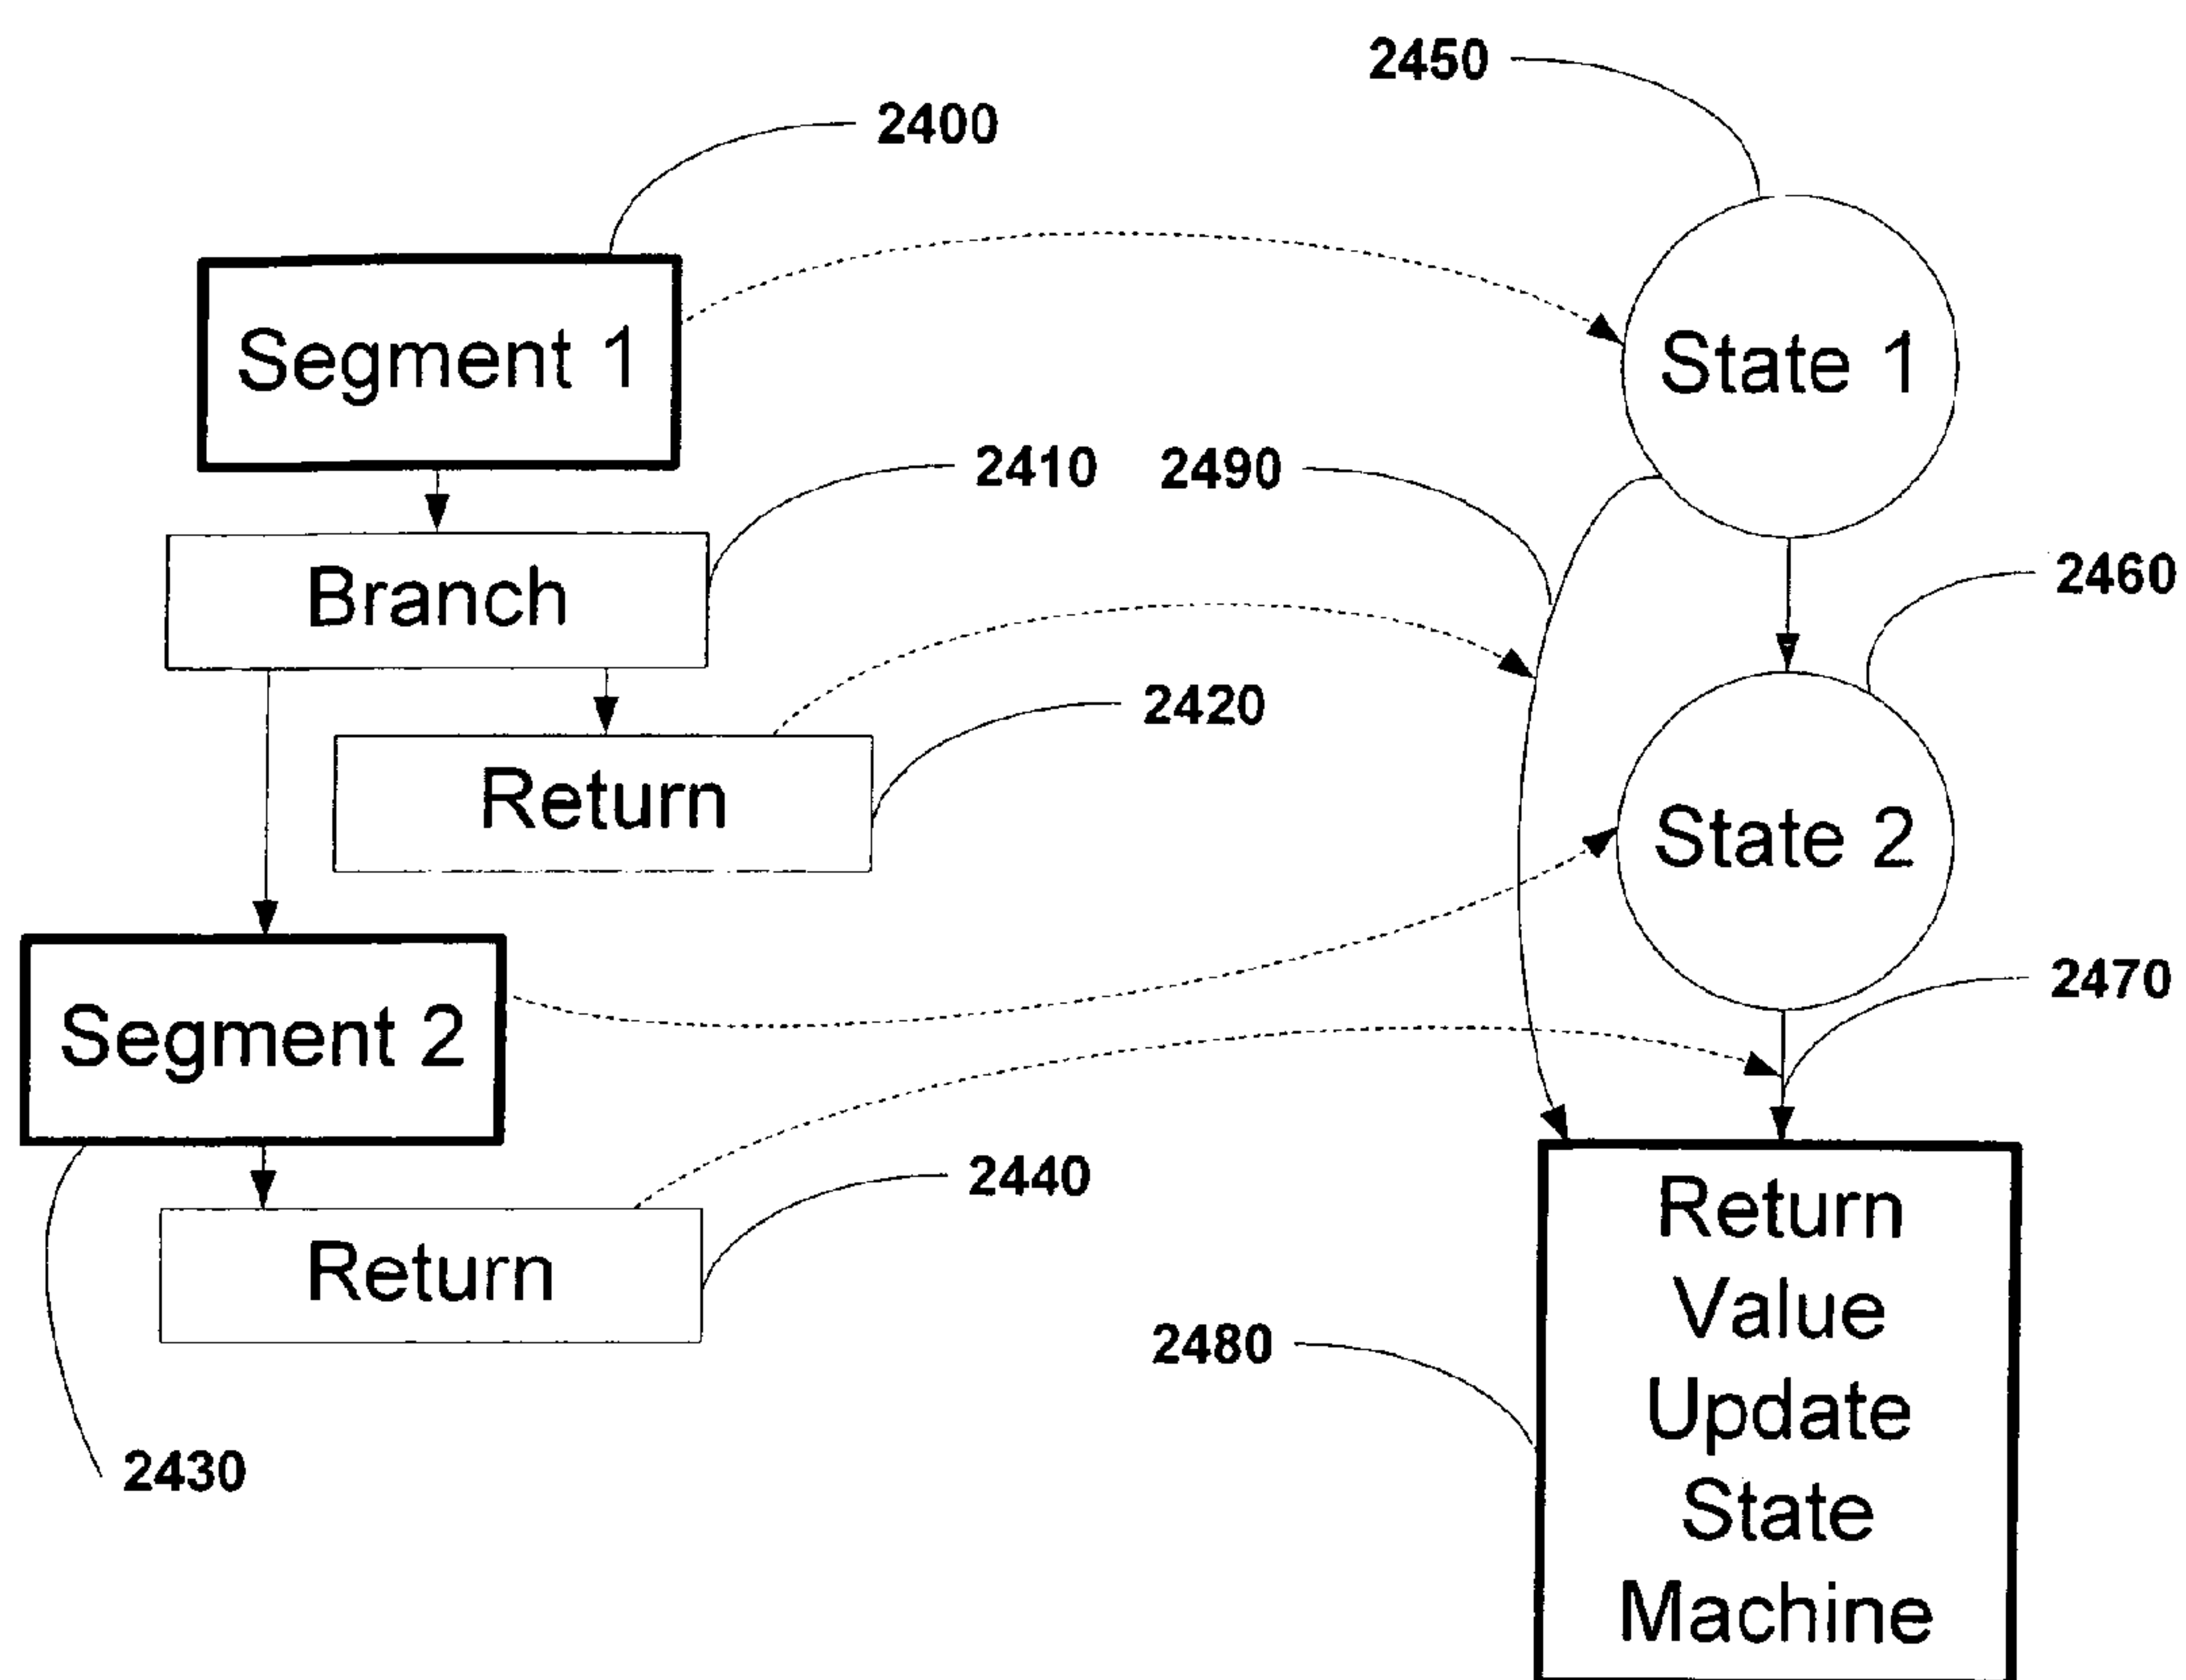 2450
2400
Segment 1
State 1
2410
2490
Branch
2460
2420
Return
State 2
2470
Segment 2
2440
Return
Return
Value
Update
State
Machine
2480
2430